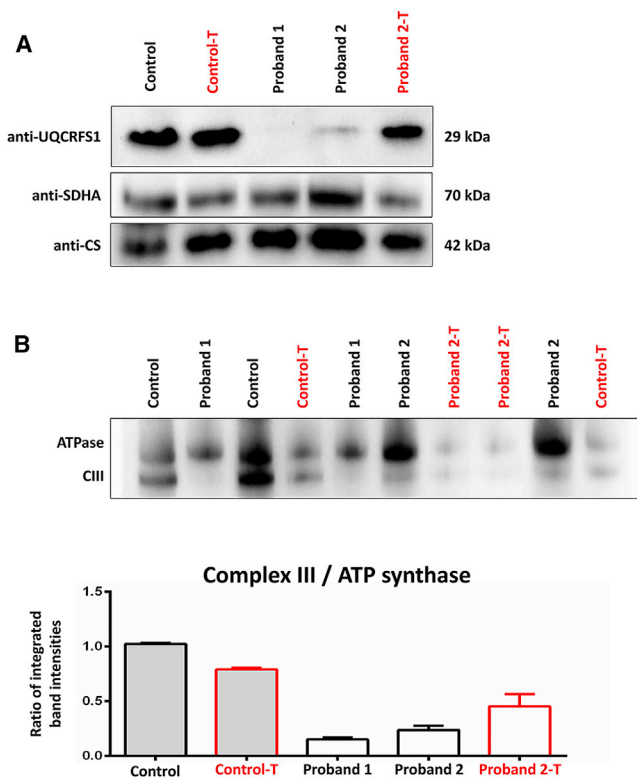 A
Control
Control-T
Proband 1
Proband 2
Proband 2-T
anti-UQCRFS1
29 kDa
anti-SDHA
70 kDa
anti-CS
42 kDa
B
Control
Proband 1
Control
Control-T
Proband 1
Proband 2
Proband 2-T
Proband 2-T
Proband 2
Control-T
ATPase
CIII
Complex III / ATP synthase
Ratio of integrated
band intensities
1.5
1.0
0.5
0.0
Control
Control-T
Proband 1
Proband 2
Proband 2-T